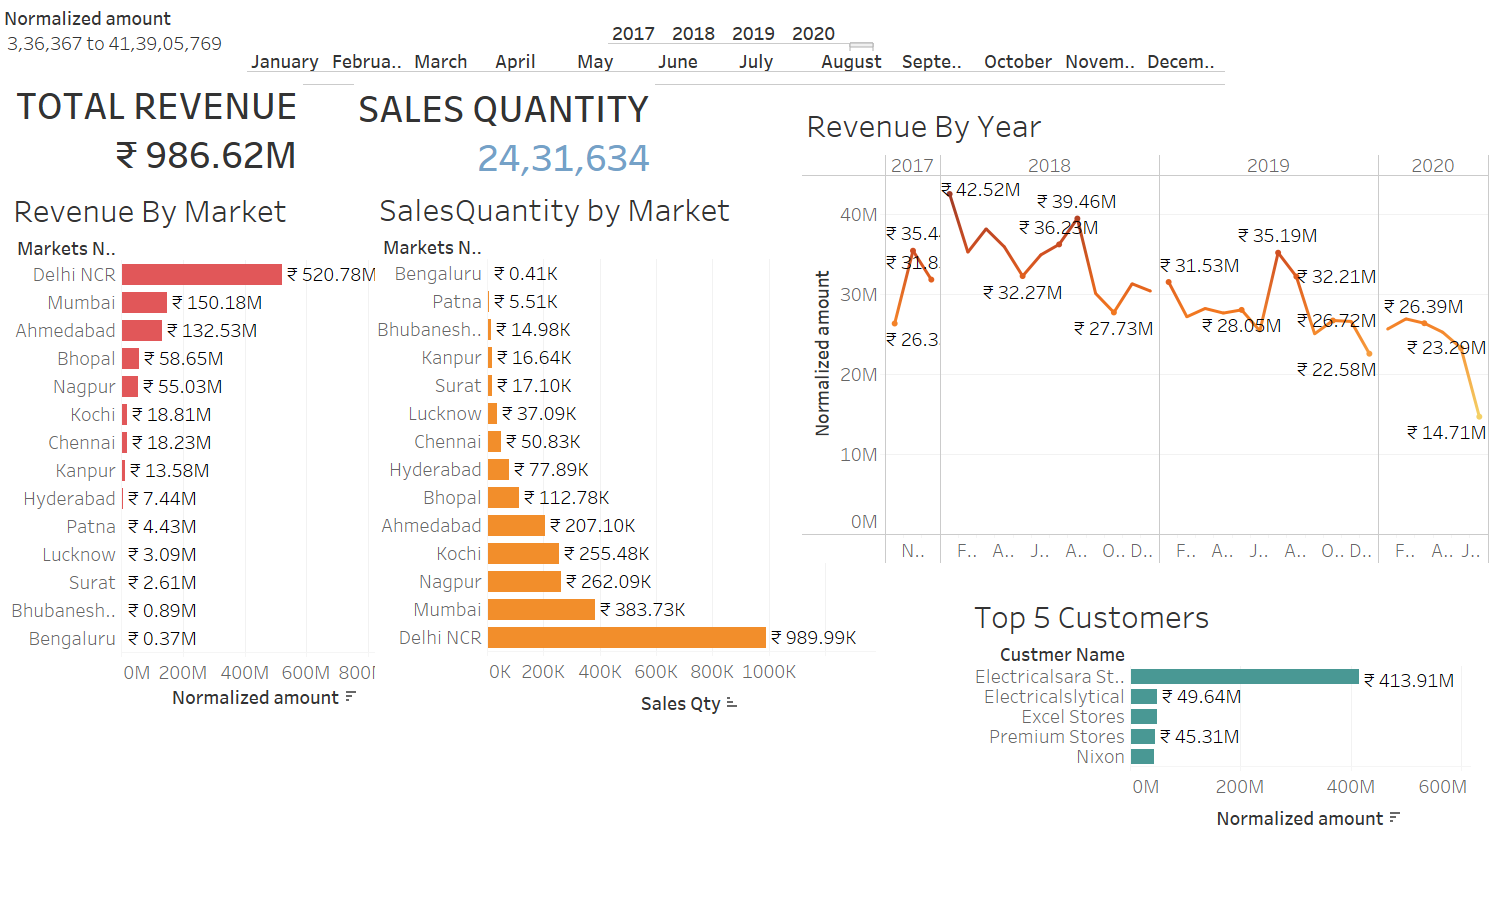 Normalized amount
3,36,367 to 41,39,05,769
2017 2018 2019 2020
January Februa.. March April May June July August Septe.. October Novem.. Decem..
TOTAL REVENUE
₹ 986.62M
SALES QUANTITY
24,31,634
Revenue By Market
Markets N..
Delhi NCR ₹ 520.78M
Mumbai ₹ 150.18M
Ahmedabad ₹ 132.53M
Bhopal ₹ 58.65M
Nagpur ₹ 55.03M
Kochi ₹ 18.81M
Chennai ₹ 18.23M
Kanpur ₹ 13.58M
Hyderabad ₹ 7.44M
Patna ₹ 4.43M
Lucknow ₹ 3.09M
Surat ₹ 2.61M
Bhubanesh.. ₹ 0.89M
Bengaluru ₹ 0.37M
0M 200M 400M 600M
Normalized amount
SalesQuantity by Market
Markets N..
Bengaluru ₹ 0.41K
Patna ₹ 5.51K
Bhubanesh.. ₹ 14.98K
Kanpur ₹ 16.64K
Surat ₹ 17.10K
Lucknow ₹ 37.09K
Chennai ₹ 50.83K
Hyderabad ₹ 77.89K
Bhopal ₹ 112.78K
Ahmedabad ₹ 207.10K
Kochi ₹ 255.48K
Nagpur ₹ 262.09K
Mumbai ₹ 383.73K
Delhi NCR ₹ 989.99K
0K 200K 400K 600K 800K 1000K
Sales Qty
Revenue By Year
2017 2018 2019 2020
Normalized amount
40M
30M
20M
10M
0M
₹ 35.4
₹ 31.8
₹ 26.3
₹ 42.52M
₹ 39.46M
₹ 36.23M
₹ 32.27M
₹ 27.73M
₹ 31.53M
₹ 35.19M
₹ 32.21M
₹ 28.05M
₹ 26.72M
₹ 22.58M
₹ 26.39M
₹ 23.29M
₹ 14.71M
N.. F.. A.. J.. A.. O.. D.. F.. A.. J.. A.. O.. D.. F.. A.. J..
Top 5 Customers
Custmer Name
Electricalsara St.. ₹ 413.91M
Electricalslytical ₹ 49.64M
Excel Stores
Premium Stores ₹ 45.31M
Nixon
0M 200M 400M 600M
Normalized amount